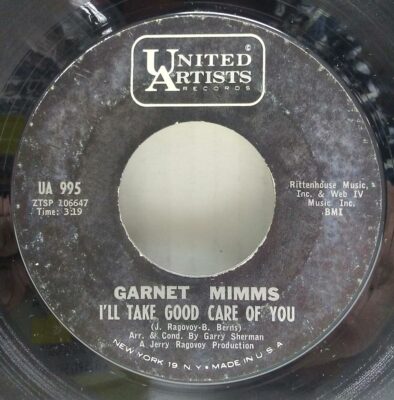 ©
UNITED
ARTISTS
RECORDS
UA 995
ZTSP 106647
Time: 3:19
Rittenhouse Music,
Inc. & Web IV
Music Inc.
BMI
GARNET MIMMS
I'LL TAKE GOOD CARE OF YOU
(J. Ragovoy-B. Berns)
Arr. & Cond. By Garry Sherman
A Jerry Ragovoy Production
NEW YORK 19 N.Y. • MADE IN U.S.A